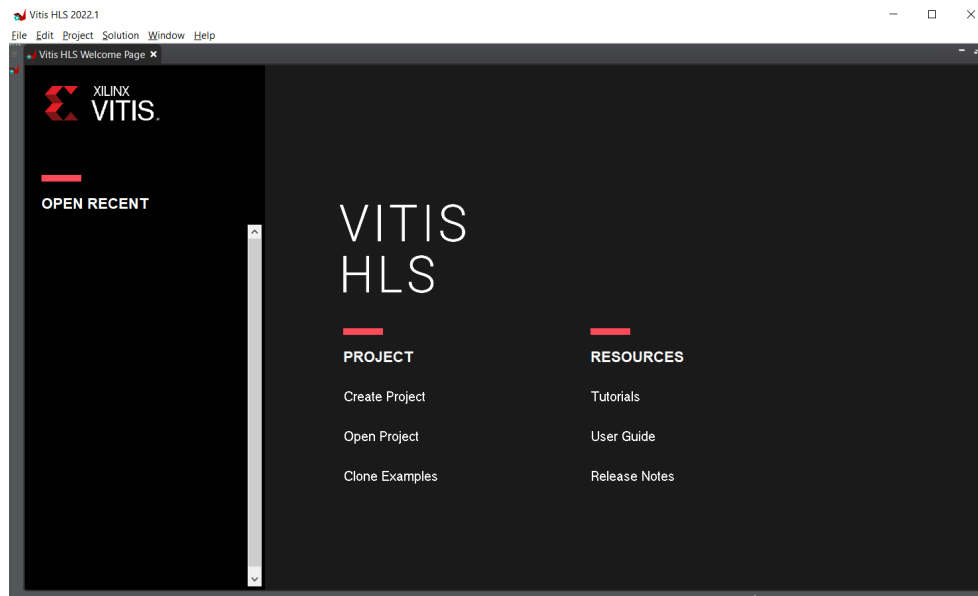 Vitis HLS 2022.1
File Edit Project Solution Window Help
Vitis HLS Welcome Page
XILINX
VITIS
OPEN RECENT
VITIS
HLS
PROJECT
Create Project
Open Project
Clone Examples
RESOURCES
Tutorials
User Guide
Release Notes